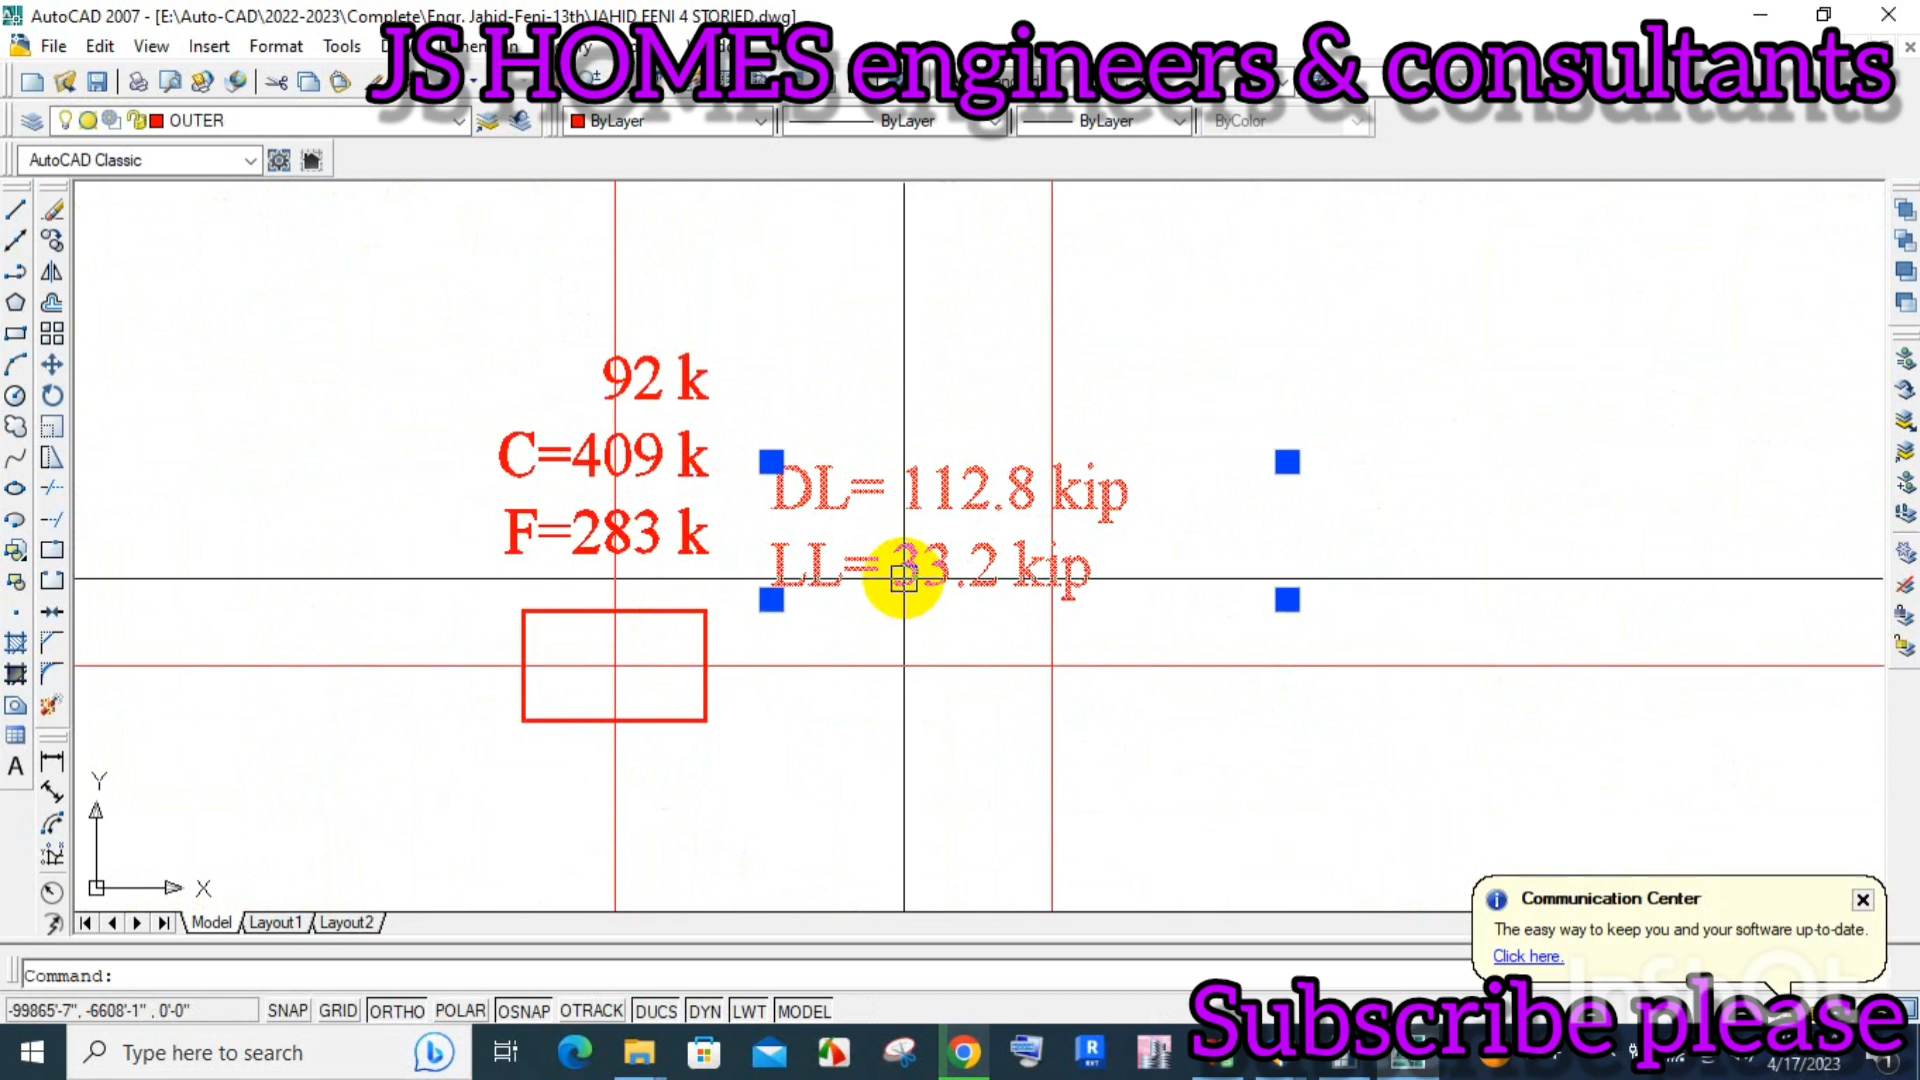 AutoCAD 2007 - [E:\Auto-CAD\2022-2023\Complete\Engr. Jahid-Feni-13th\JAHID FENI 4 STORIED.dwg]
JS HOMES engineers & consultants
File Edit View Insert Format Tools
OUTER ByLayer ByLayer ByLayer ByColor
AutoCAD Classic
92 k
C=409 k
DL= 112.8 kip
F=283 k
LL= 33.2 kip
Y
X
Communication Center
The easy way to keep you and your software up-to-date.
Click here.
Model Layout1 Layout2
Command:
InShOt
-99865'-7", -6608'-1" , 0'-0" SNAP GRID ORTHO POLAR OSNAP OTRACK DUCS DYN LWT MODEL
Subscribe please
Type here to search
4/17/2023